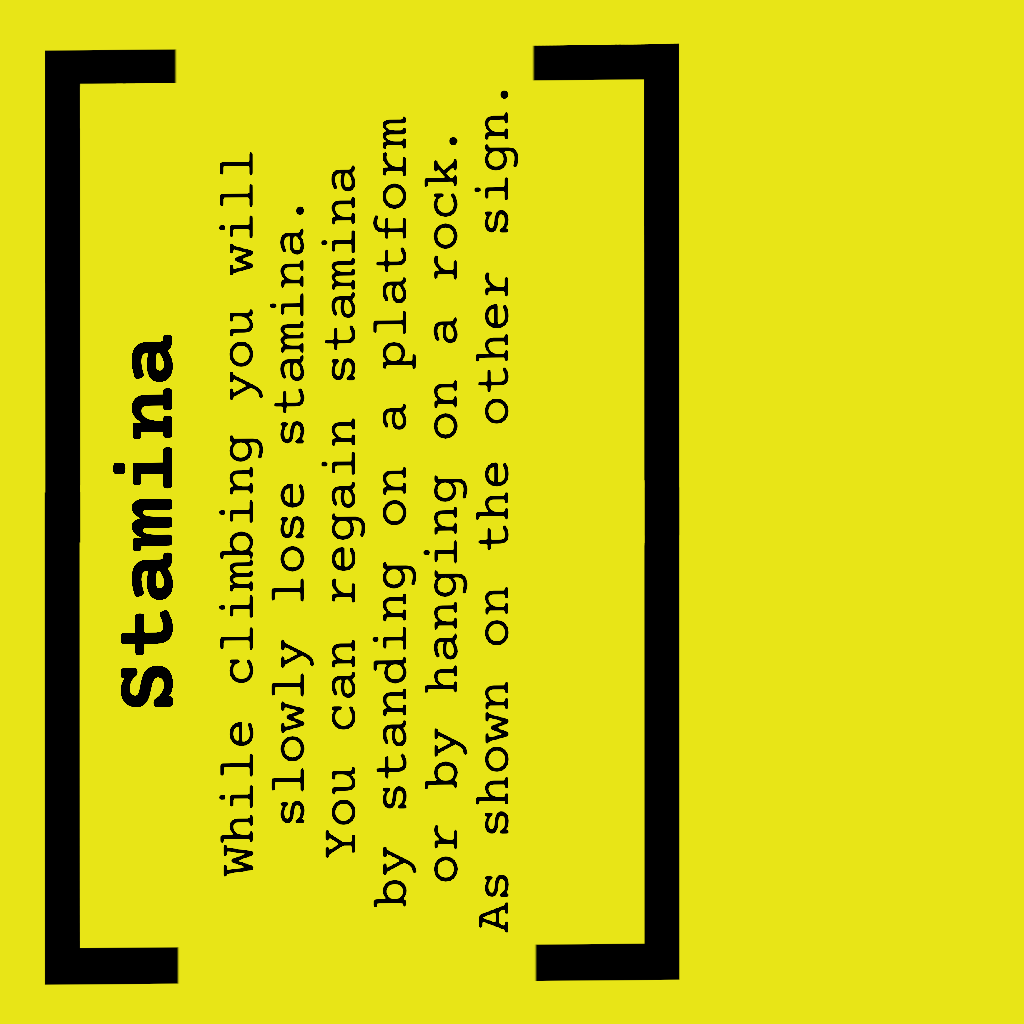 Stamina
While climbing you will
slowly lose stamina.
You can regain stamina
by standing on a platform
or by hanging on a rock.
As shown on the other sign.